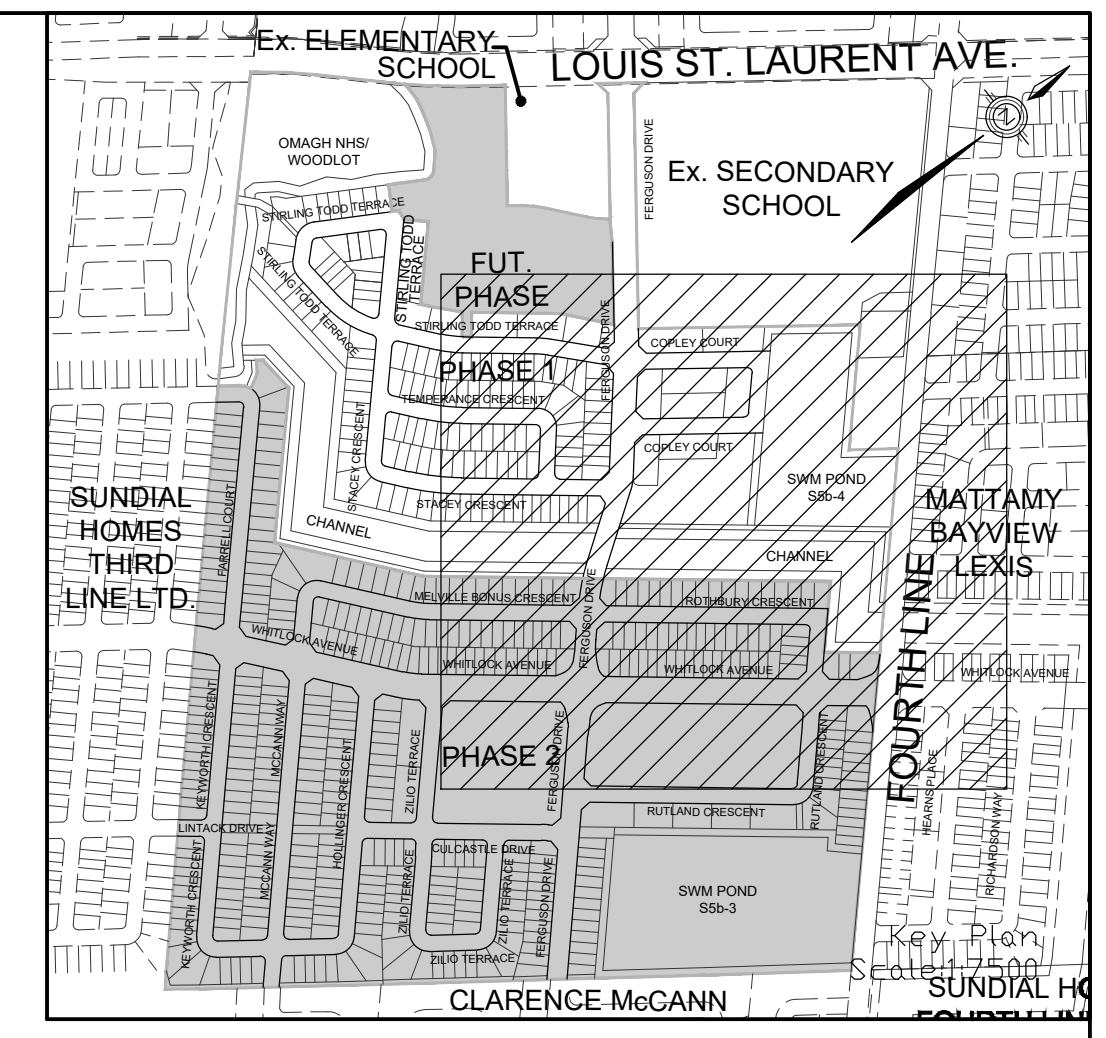 Ex. ELEMENTARY
SCHOOL
LOUIS ST. LAURENT AVE.
OMAGH NHS/
WOODLOT
FERGUSON DRIVE
Ex. SECONDARY
SCHOOL
STIRLING TODD TERRACE
STIRLING TODD TERRACE
STIRLING TODD
TERRACE
FUT.
PHASE
STIRLING TODD TERRACE
FERGUSON DRIVE
COPLEY COURT
PHASE 1
TEMPERANCE CRESCENT
STACEY CRESCENT
COPLEY COURT
STACEY CRESCENT
SWM POND
S5b-4
SUNDIAL
HOMES
THIRD
LINE LTD.
FARRELL COURT
CHANNEL
CHANNEL
MATTAMY
BAYVIEW
LEXIS
FOURTH LINE
MELVILLE BONUS CRESCENT
FERGUSON DRIVE
ROTHBURY CRESCENT
WHITLOCK AVENUE
WHITLOCK AVENUE
WHITLOCK AVENUE
WHITLOCK AVENUE
KEYWORTH CRESCENT
MCCANN WAY
HOLLINGER CRESCENT
ZILIO TERRACE
PHASE 2
FERGUSON DRIVE
RUTLAND CRESCENT
RUTLAND CRESCENT
HEARNS PLACE
RICHARDSON WAY
LINTACK DRIVE
CULCASTLE DRIVE
KEYWORTH CRESCENT
MCCANN WAY
ZILIO TERRACE
ZILIO TERRACE
FERGUSON DRIVE
ZILIO TERRACE
SWM POND
S5b-3
Key Plan
Scale:1:7500
CLARENCE McCANN
SUNDIAL HO
FOURTH LIN